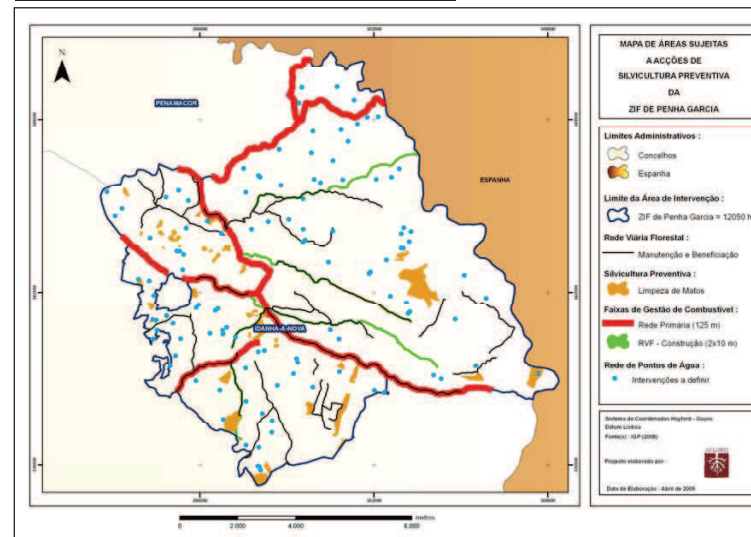 N
PENAMACOR
ESPANHA
IDANHA-A-NOVA
metros
0
2.000
4.000
8.000
MAPA DE ÁREAS SUJEITAS
A ACÇÕES DE
SILVICULTURA PREVENTIVA
DA
ZIF DE PENHA GARCIA
Limites Administrativos :
Concelhos
Espanha
Limite da Área de Intervenção :
ZIF de Penha Garcia = 12050 h
Rede Viária Florestal :
Manutenção e Beneficiação
Silvicultura Preventiva :
Limpeza de Matos
Faixas de Gestão de Combustível :
Rede Primária (125 m)
RVF - Construção (2x10 m)
Rede de Pontos de Água :
Intervenções a definir
Sistema de Coordenadas Hayford - Gauss
Datum Lisboa
Fonte(s) : IGP (2008)
Projecto elaborado por :
Data de Elaboração : Abril de 2009